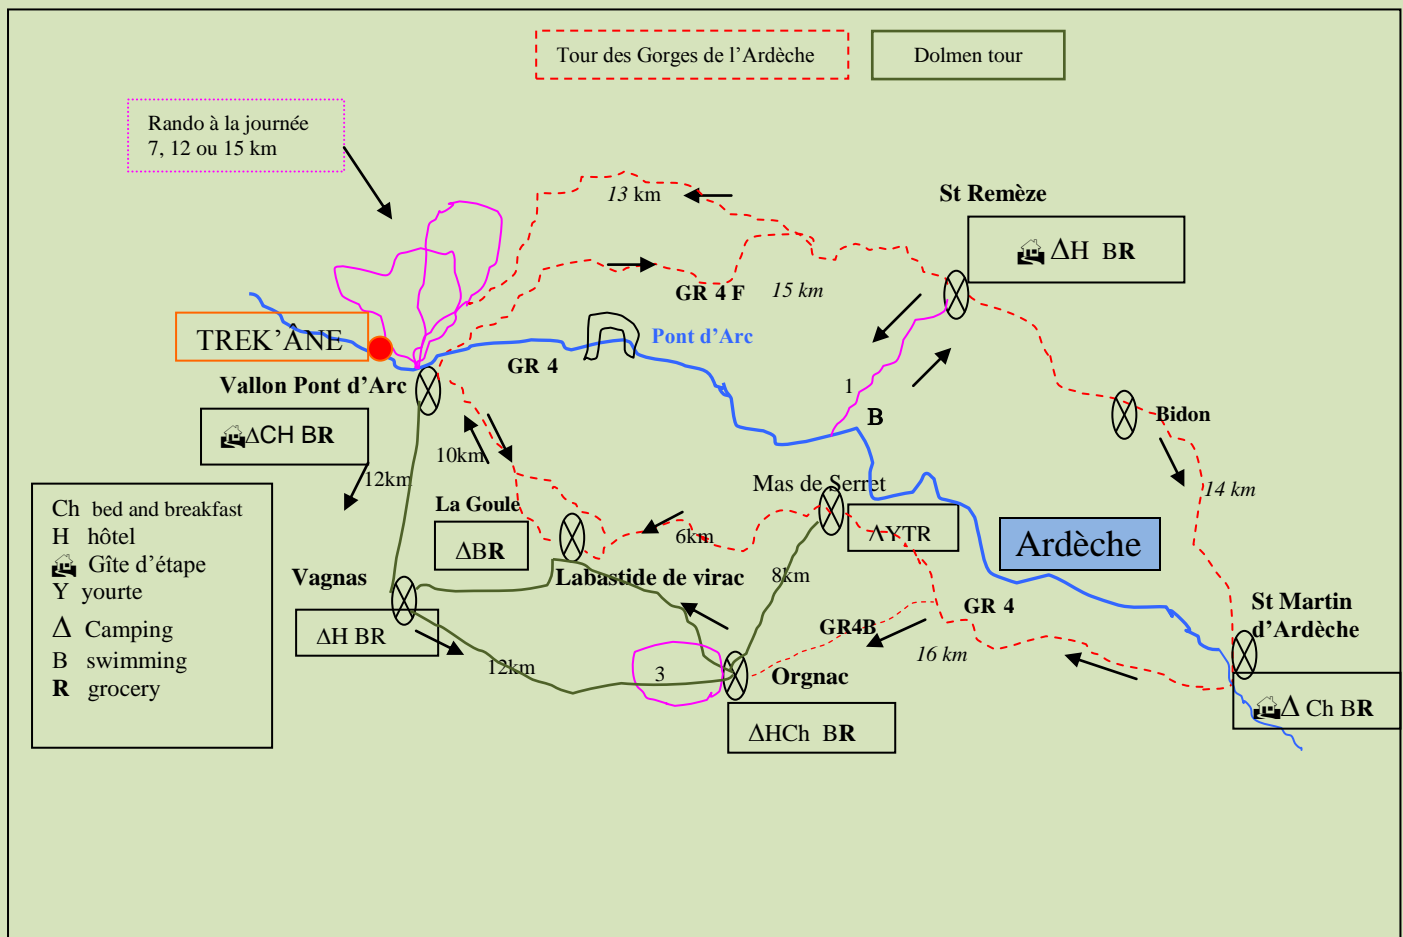 Tour des Gorges de l'Ardèche
Dolmen tour
Rando à la journée
7, 12 ou 15 km
13 km
St Remèze
ΔH BR
GR 4 F
15 km
TREK'ÂNE
Pont d'Arc
GR 4
Vallon Pont d'Arc
1
B
Bidon
ΔCH BR
10km
12km
Mas de Serret
14 km
La Goule
ΔYTR
6km
ΔBR
Ardèche
Vagnas
Labastide de virac
8km
GR 4
St Martin
d'Ardèche
ΔH BR
GR4B
16 km
12km
3
Orgnac
Δ Ch BR
ΔHCh BR
Ch bed and breakfast
H hôtel
Gîte d'étape
Y yourte
Δ Camping
B swimming
R grocery